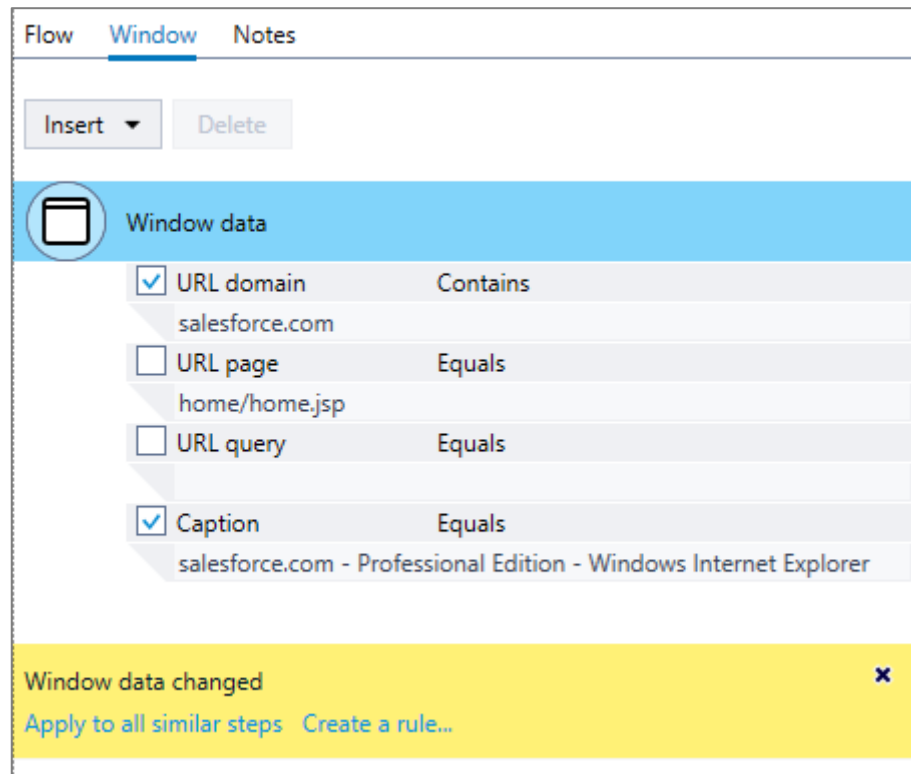 Flow Window Notes
Insert Delete
Window data
URL domain Contains
salesforce.com
URL page Equals
home/home.jsp
URL query Equals
Caption Equals
salesforce.com - Professional Edition - Windows Internet Explorer
Window data changed
Apply to all similar steps Create a rule...